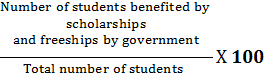 Number of students benefited by
scholarships
and freeships by government
X 100
Total number of students